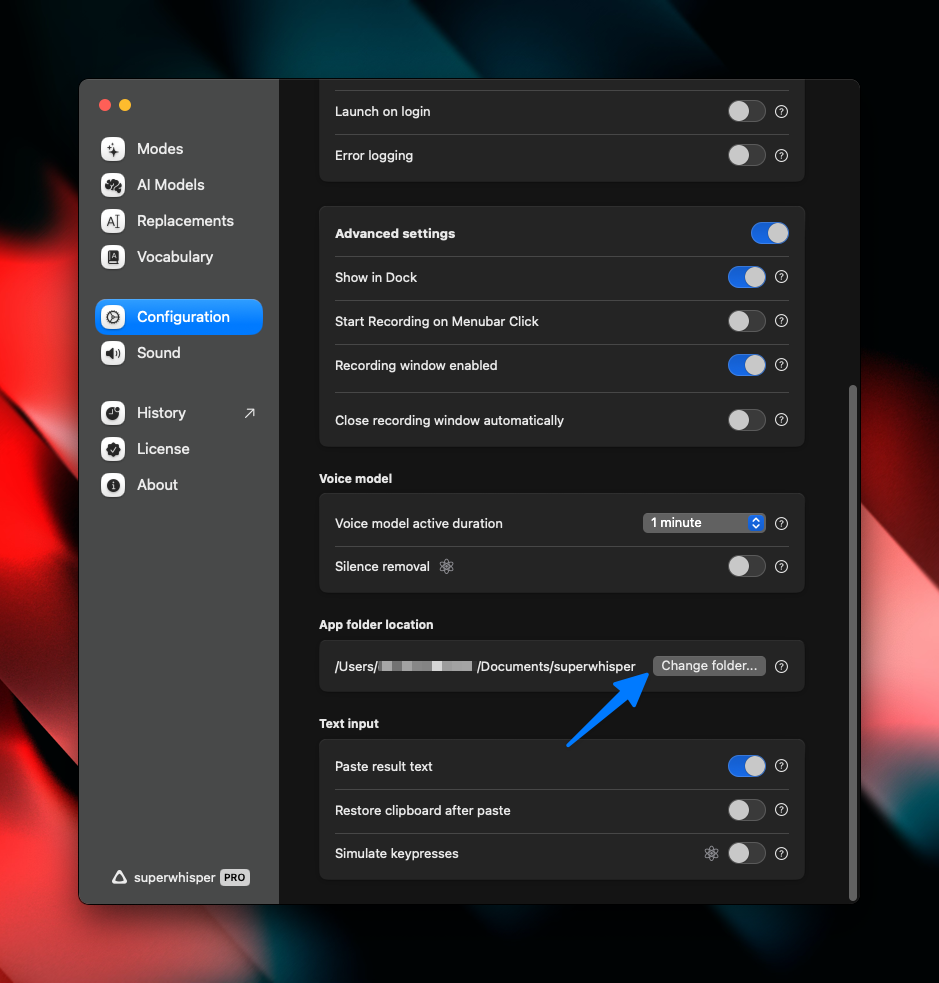 Modes
AI Models
Replacements
Vocabulary
Configuration
Sound
History
License
About
superwhisper PRO
Launch on login
Error logging
Advanced settings
Show in Dock
Start Recording on Menubar Click
Recording window enabled
Close recording window automatically
Voice model
Voice model active duration 1 minute
Silence removal
App folder location
/Users/ /Documents/superwhisper Change folder...
Text input
Paste result text
Restore clipboard after paste
Simulate keypresses